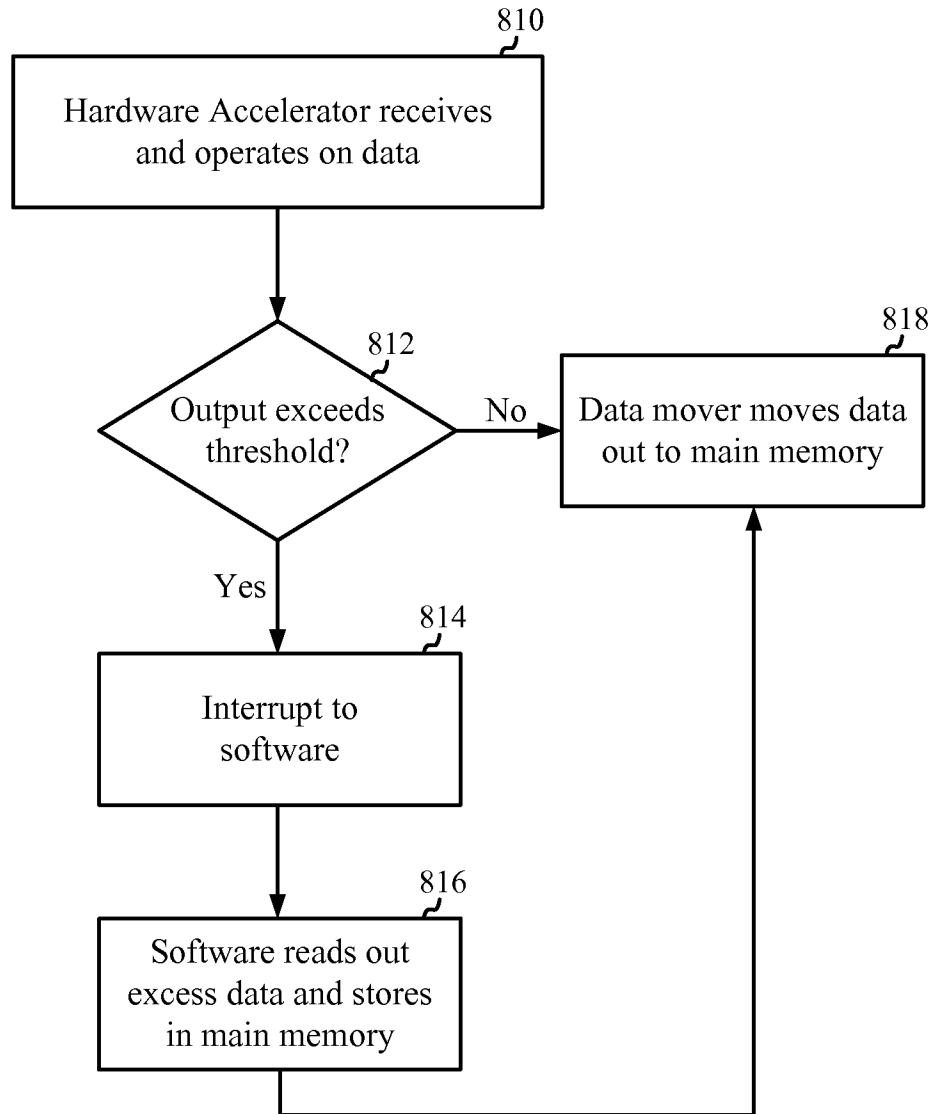 810
Hardware Accelerator receives
and operates on data
812
Output exceeds
threshold?
No
818
Data mover moves data
out to main memory
Yes
814
Interrupt to
software
816
Software reads out
excess data and stores
in main memory